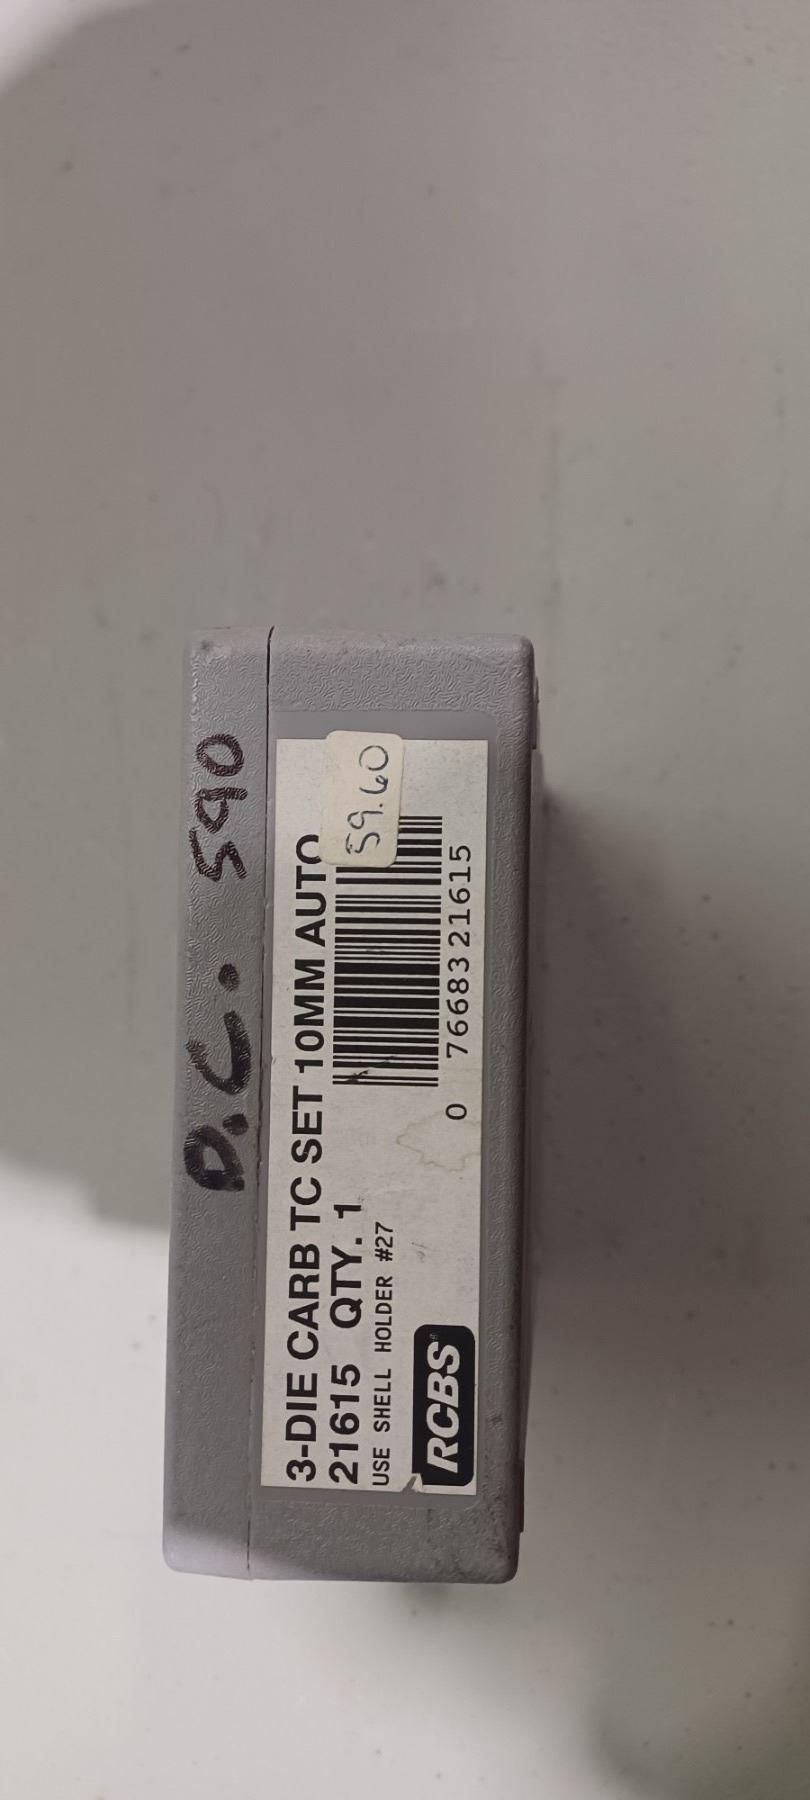 D.C. 590
3-DIE CARB TC SET 10MM AUTO
59.60
21615 QTY. 1
USE SHELL HOLDER #27
RCBS
0 76683 21615